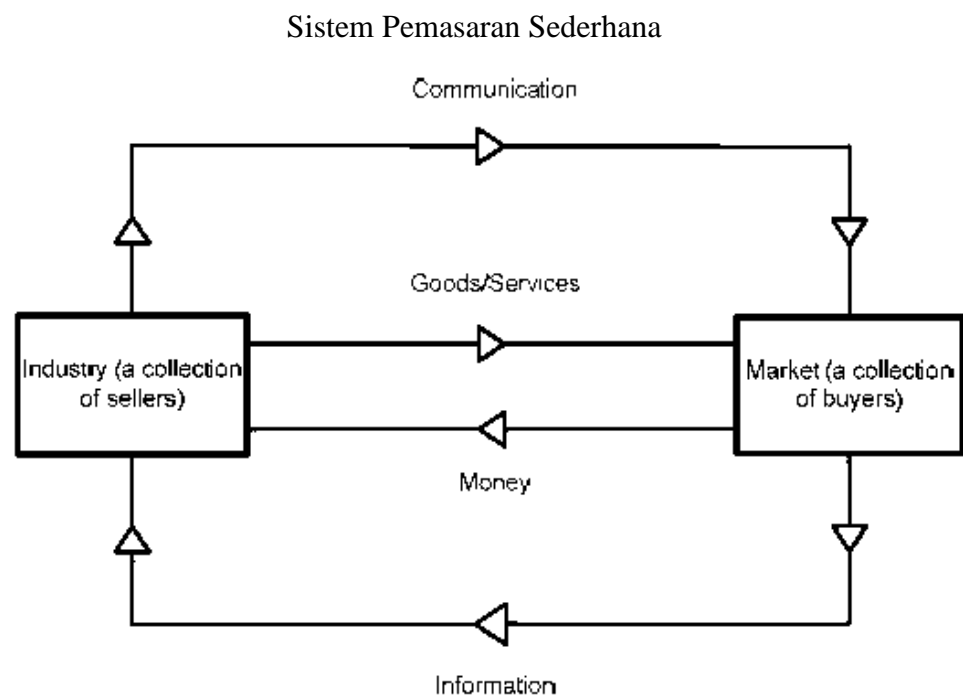 Sistem Pemasaran Sederhana
Communication
Goods/Services
Industry (a collection
of sellers)
Market (a collection
of buyers)
Money
Information